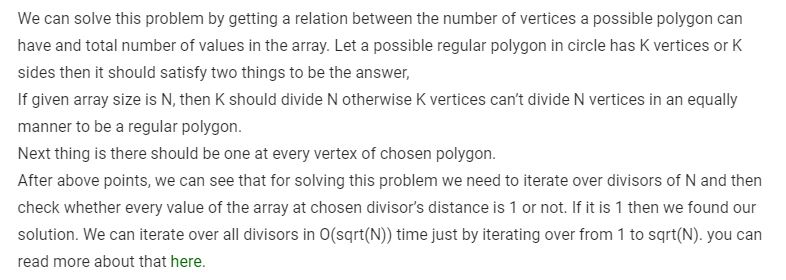 We can solve this problem by getting a relation between the number of vertices a possible polygon can
have and total number of values in the array. Let a possible regular polygon in circle has K vertices or K
sides then it should satisfy two things to be the answer,
If given array size is N, then K should divide N otherwise K vertices can't divide N vertices in an equally
manner to be a regular polygon.
Next thing is there should be one at every vertex of chosen polygon.
After above points, we can see that for solving this problem we need to iterate over divisors of N and then
check whether every value of the array at chosen divisor's distance is 1 or not. If it is 1 then we found our
solution. We can iterate over all divisors in O(sqrt(N)) time just by iterating over from 1 to sqrt(N). you can
read more about that here.